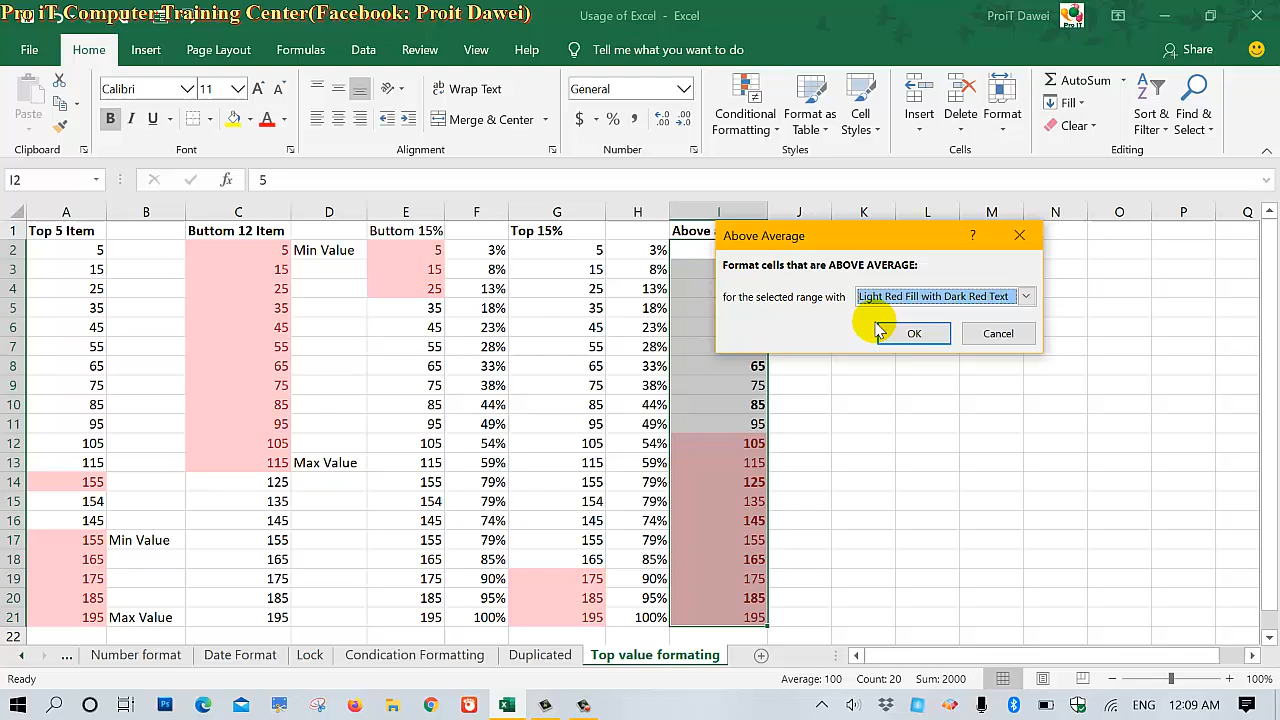 Pro iT Computer Training Center(Facebook: Proit Dawei)
Usage of Excel - Excel
ProiT Dawei
File Home Insert Page Layout Formulas Data Review View Help Tell me what you want to do Share
Paste
Calibri 11
B I U
A A
Wrap Text
Merge & Center
General
$ % ,
Conditional Formatting
Format as Table
Cell Styles
Insert
Delete
Format
AutoSum
Fill
Clear
Sort & Filter
Find & Select
Clipboard Font Alignment Number Styles Cells Editing
I2 fx 5
A B C D E F G H I J K L M N O P Q
1 Top 5 Item Buttom 12 Item Buttom 15% Top 15% Above
2 5 5 Min Value 5 3% 5 3%
3 15 15 15 8% 15 8%
4 25 25 25 13% 25 13%
5 35 35 35 18% 35 18%
6 45 45 45 23% 45 23%
7 55 55 55 28% 55 28%
8 65 65 65 33% 65 33% 65
9 75 75 75 38% 75 38% 75
10 85 85 85 44% 85 44% 85
11 95 95 95 49% 95 49% 95
12 105 105 105 54% 105 54% 105
13 115 115 Max Value 115 59% 115 59% 115
14 155 125 155 79% 155 79% 125
15 154 135 154 79% 154 79% 135
16 145 145 145 74% 145 74% 145
17 155 Min Value 155 155 79% 155 79% 155
18 165 165 165 85% 165 85% 165
19 175 175 175 90% 175 90% 175
20 185 185 185 95% 185 95% 185
21 195 Max Value 195 195 100% 195 100% 195
22
Above Average ?
Format cells that are ABOVE AVERAGE:
for the selected range with Light Red Fill with Dark Red Text
OK Cancel
... Number format Date Format Lock Condication Formatting Duplicated Top value formating
Ready Average: 100 Count: 20 Sum: 2000 100%
ENG 12:09 AM